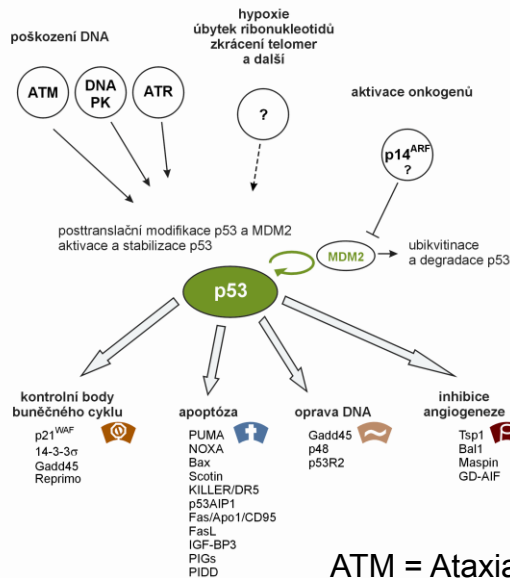 poškození DNA
hypoxie
úbytek ribonukleotidů
zkrácení telomer
a další
aktivace onkogenů
ATM
DNA
PK
ATR
?
p14ARF
?
posttranslační modifikace p53 a MDM2
aktivace a stabilizace p53
MDM2
ubikvitinace
a degradace p53
p53
kontrolní body
buněčného cyklu
p21WAF
14-3-3σ
Gadd45
Reprimo
apoptóza
PUMA
NOXA
Bax
Scotin
KILLER/DR5
p53AIP1
Fas/Apo1/CD95
FasL
IGF-BP3
PIGs
PIDD
oprava DNA
Gadd45
p48
p53R2
inhibice
angiogeneze
Tsp1
Bal1
Maspin
GD-AIF
ATM = Ataxia